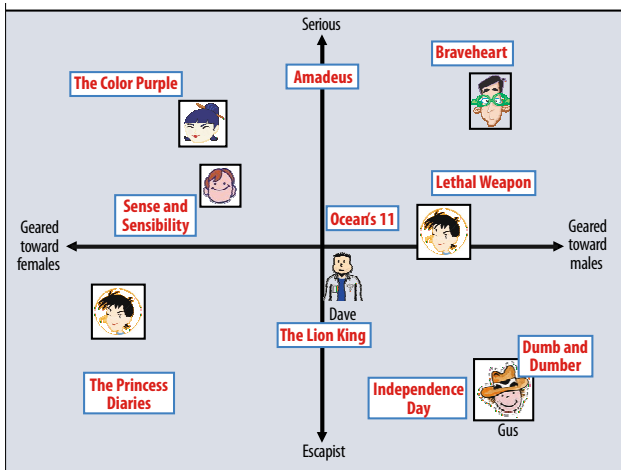 Serious
Braveheart
Amadeus
The Color Purple
Lethal Weapon
Sense and
Sensibility
Ocean's 11
Geared
toward
females
Geared
toward
males
Dave
The Lion King
Dumb and
Dumber
The Princess
Diaries
Independence
Day
Gus
Escapist